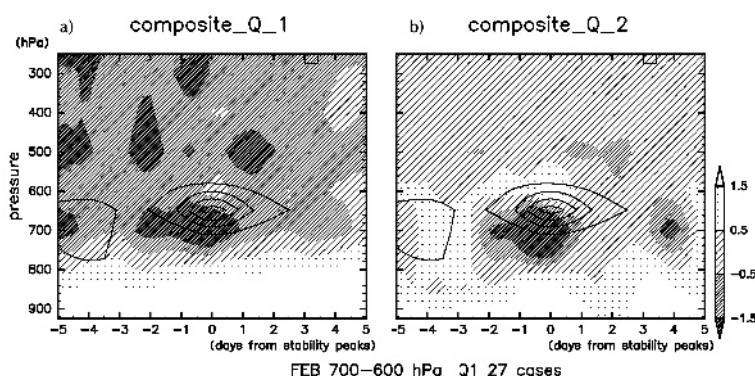 a) composite_Q_1 b) composite_Q_2
(hPa)
300
400
500
600
700
800
900
pressure
1.5
0.5
-0.5
-1.5
-5 -4 -3 -2 -1 0 1 2 3 4 5 -5 -4 -3 -2 -1 0 1 2 3 4 5
(days from stability peaks) (days from stability peaks)
FEB 700-600 hPa Q1 27 cases